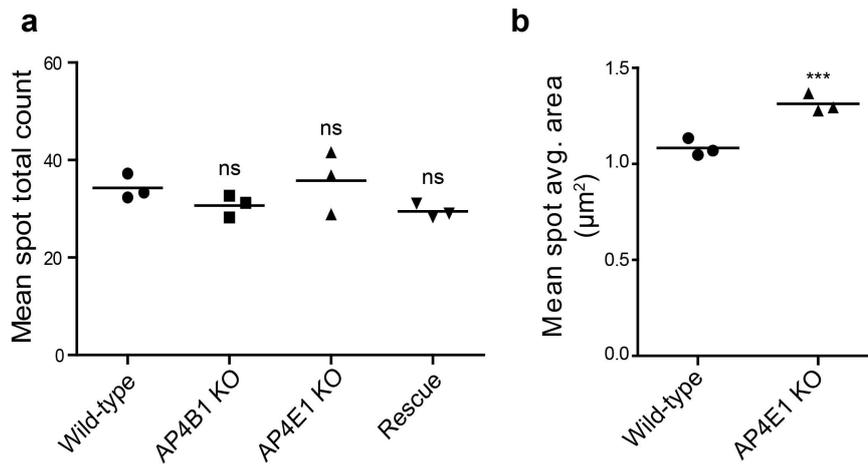 a
Mean spot total count
60
40
20
0
ns
ns
ns
Wild-type
AP4B1 KO
AP4E1 KO
Rescue
b
Mean spot avg. area
(μm²)
1.5
1.0
0.5
0.0
***
Wild-type
AP4E1 KO